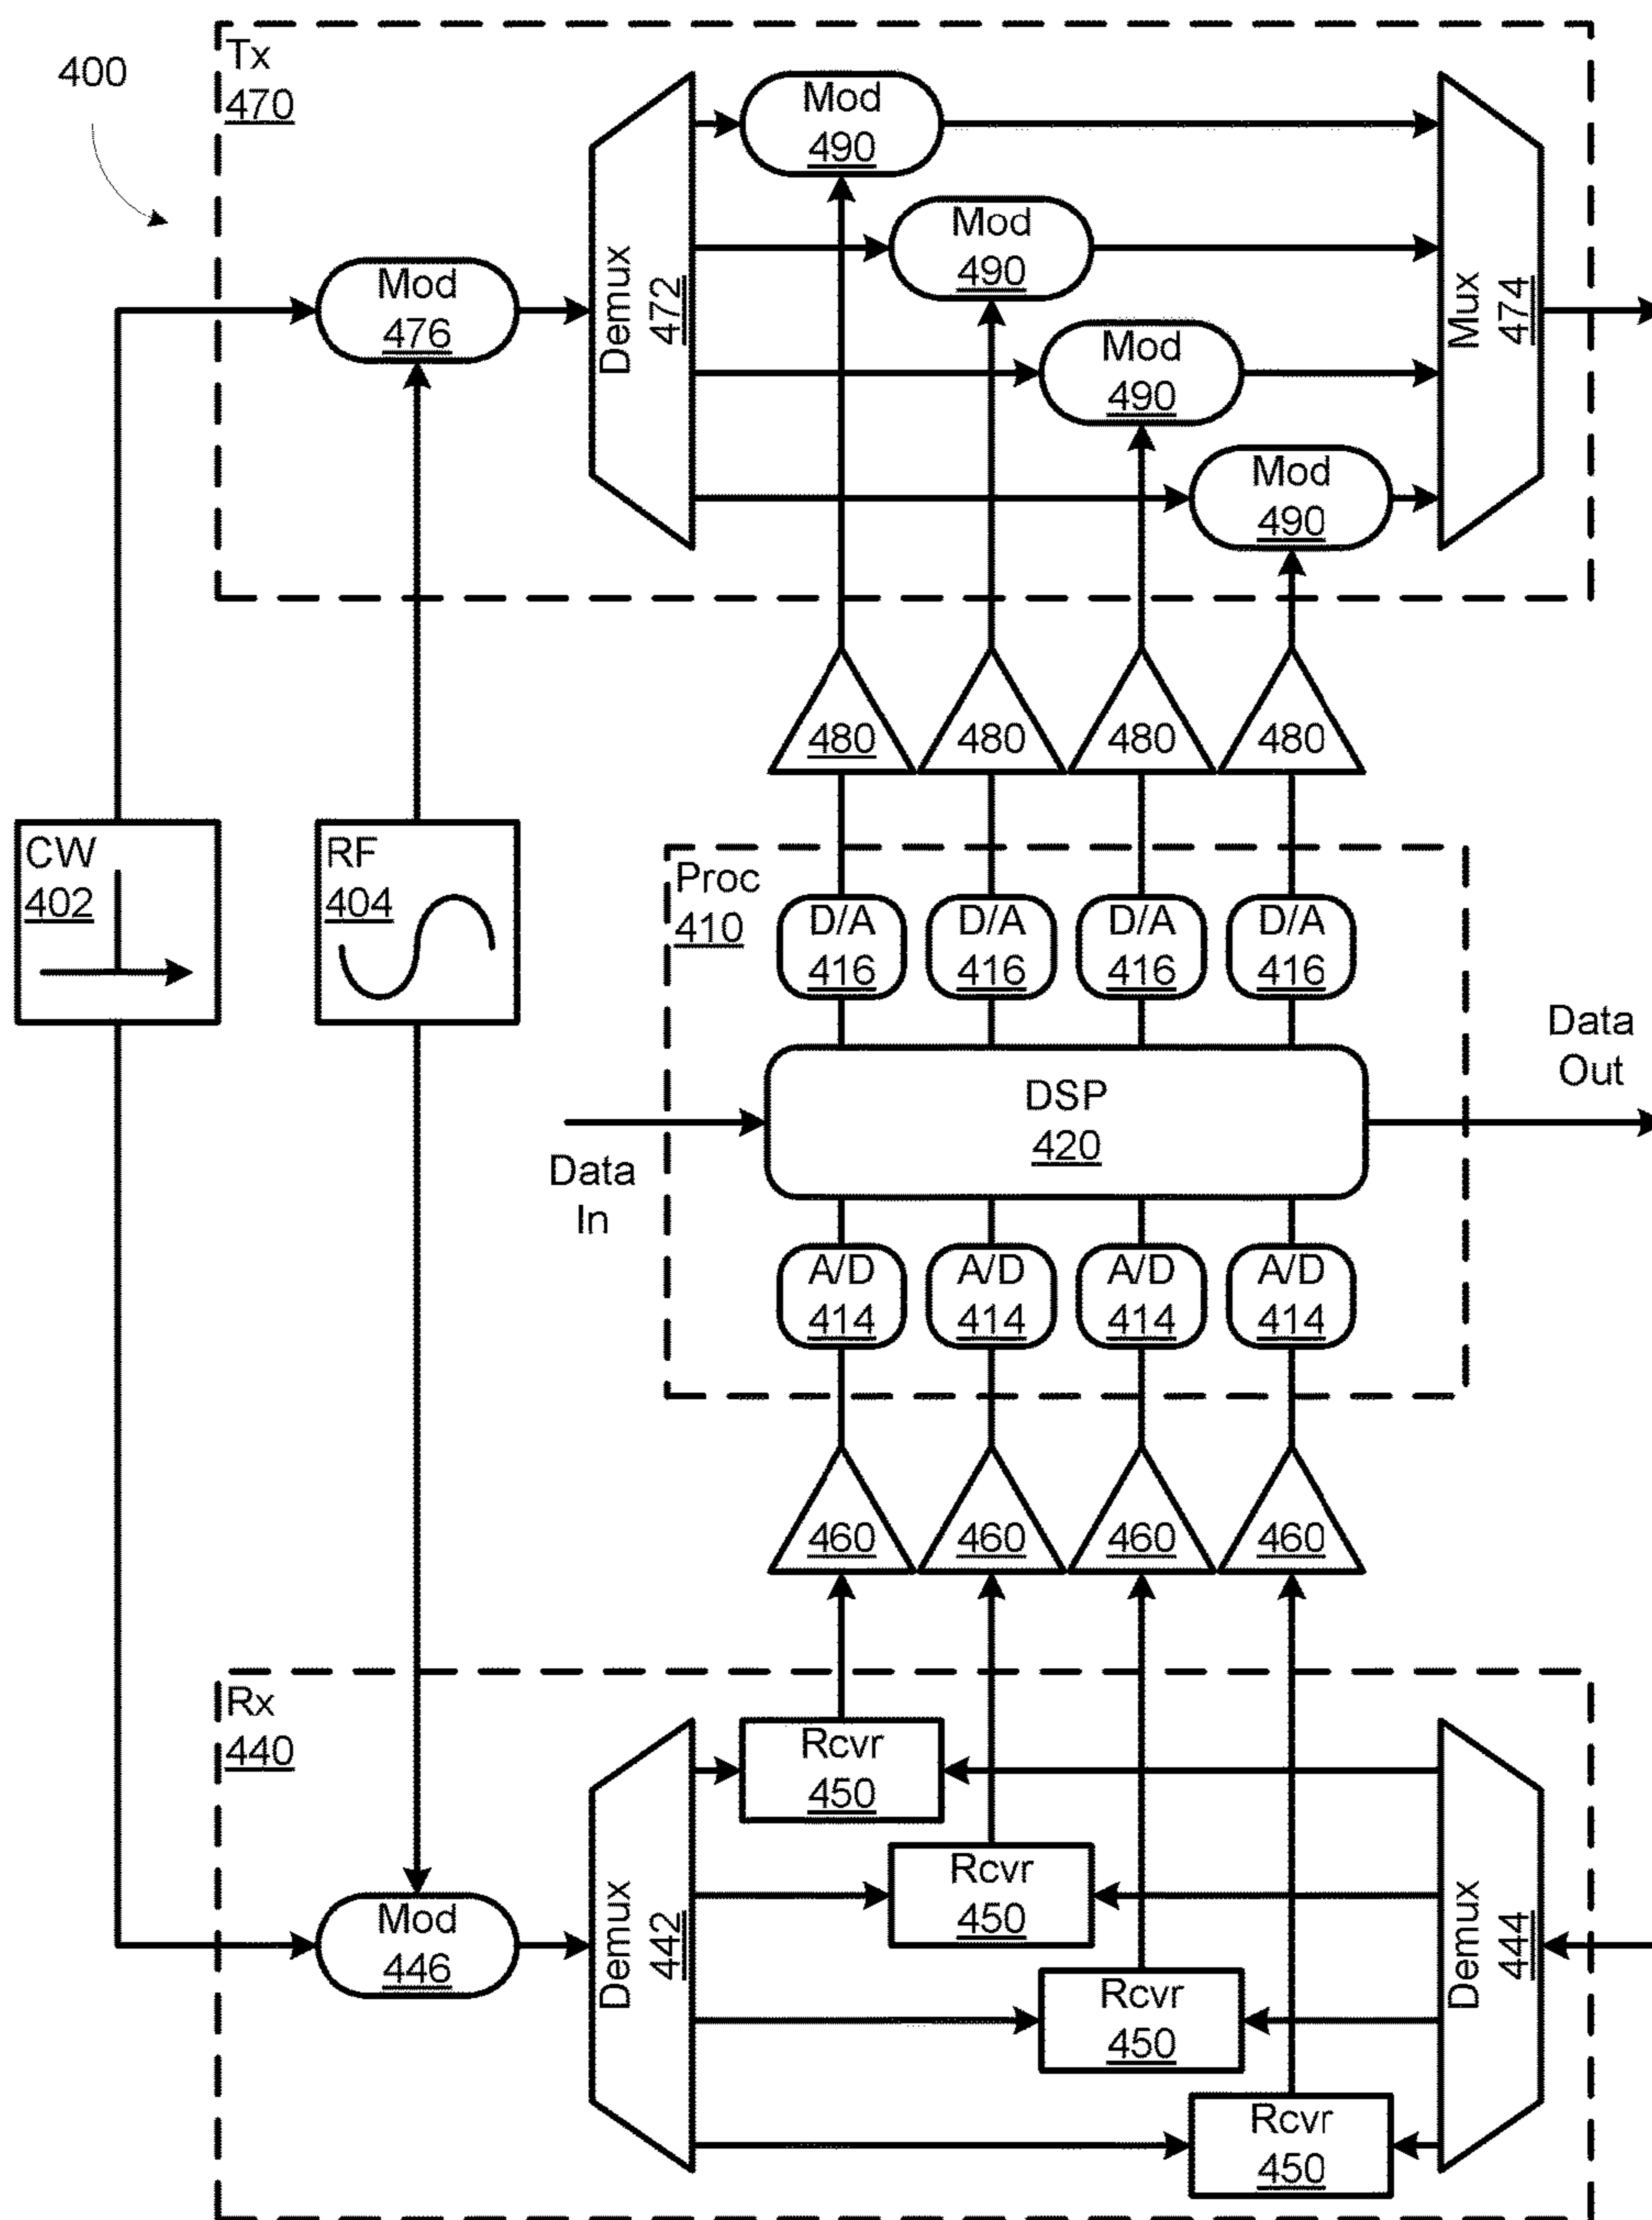 400
Tx
470
Mod
490
Mod
490
Mod
476
Demux
472
Mod
490
Mod
490
Mux
474
480
480
480
480
CW
402
RF
404
Proc
410
D/A
416
D/A
416
D/A
416
D/A
416
Data
Out
DSP
420
Data
In
A/D
414
A/D
414
A/D
414
A/D
414
460
460
460
460
Rx
440
Rcvr
450
Rcvr
450
Mod
446
Demux
442
Rcvr
450
Rcvr
450
Demux
444